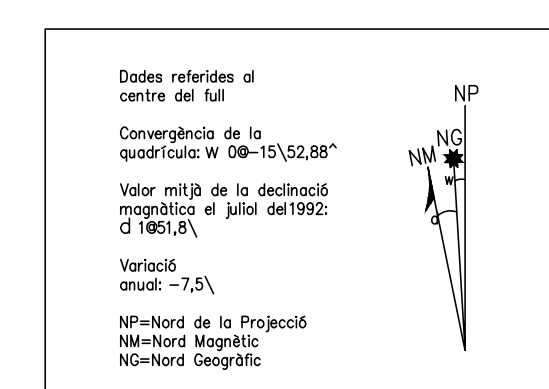 Dades referides al
centre del full
Convergència de la
quadrícula: W 0@-15\52,88^
Valor mitjà de la declinació
magnàtica el juliol del1992:
d 1@51,8\
Variació
anual: -7,5\
NP=Nord de la Projecció
NM=Nord Magnètic
NG=Nord Geogràfic
NP
NG
NM
w
d